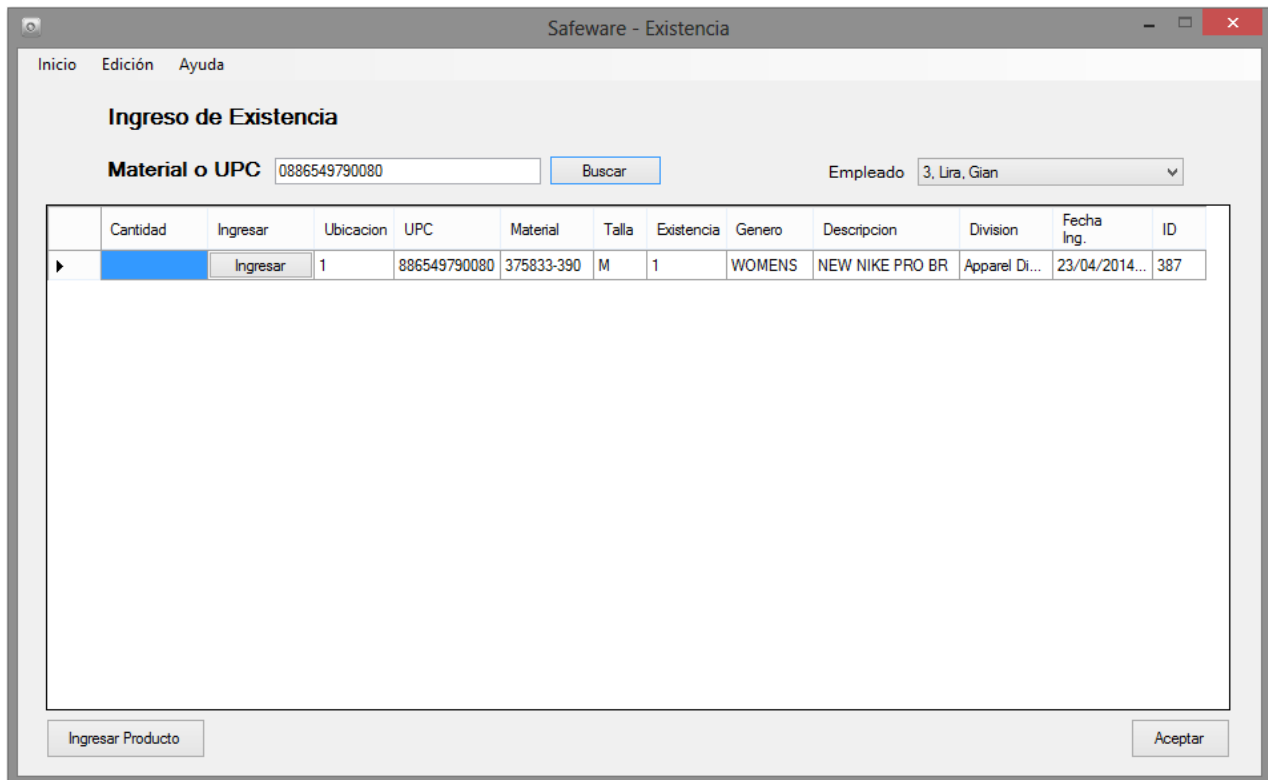 Safeware - Existencia
Inicio Edición Ayuda
Ingreso de Existencia
Material o UPC 0886549790080 Buscar Empleado 3, Lira, Gian
Cantidad Ingresar Ubicacion UPC Material Talla Existencia Genero Descripcion Division Fecha Ing. ID
Ingresar 1 886549790080 375833-390 M 1 WOMENS NEW NIKE PRO BR Apparel Di... 23/04/2014... 387
Ingresar Producto Aceptar